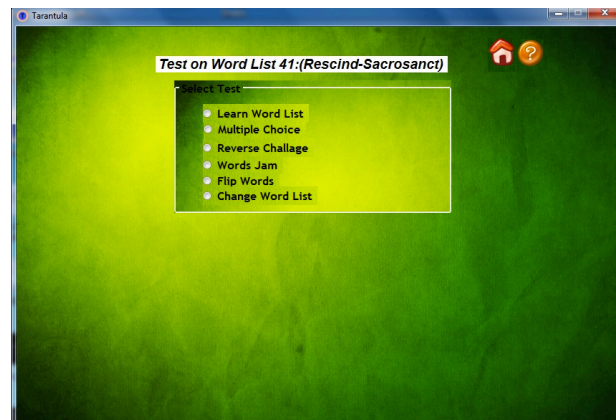 Tarantula
Test on Word List 41:(Rescind-Sacrosanct)
Select Test
Learn Word List
Multiple Choice
Reverse Challage
Words Jam
Flip Words
Change Word List